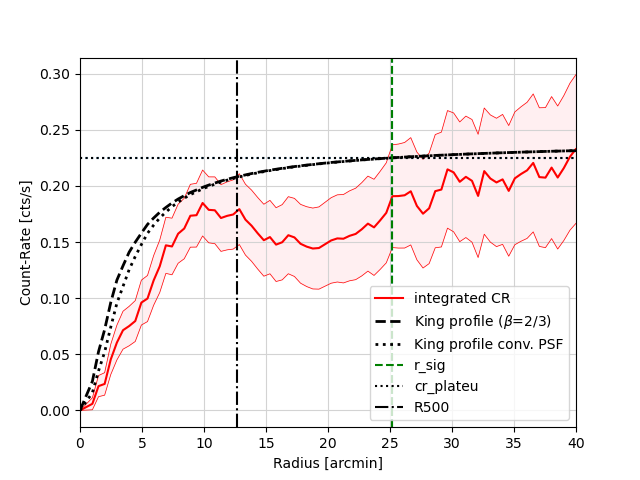 0.30
0.25
0.20
0.15
0.10
0.05
0.00
Count-Rate [cts/s]
integrated CR
King profile (β=2/3)
King profile conv. PSF
r_sig
cr_plateu
R500
0 5 10 15 20 25 30 35 40
Radius [arcmin]